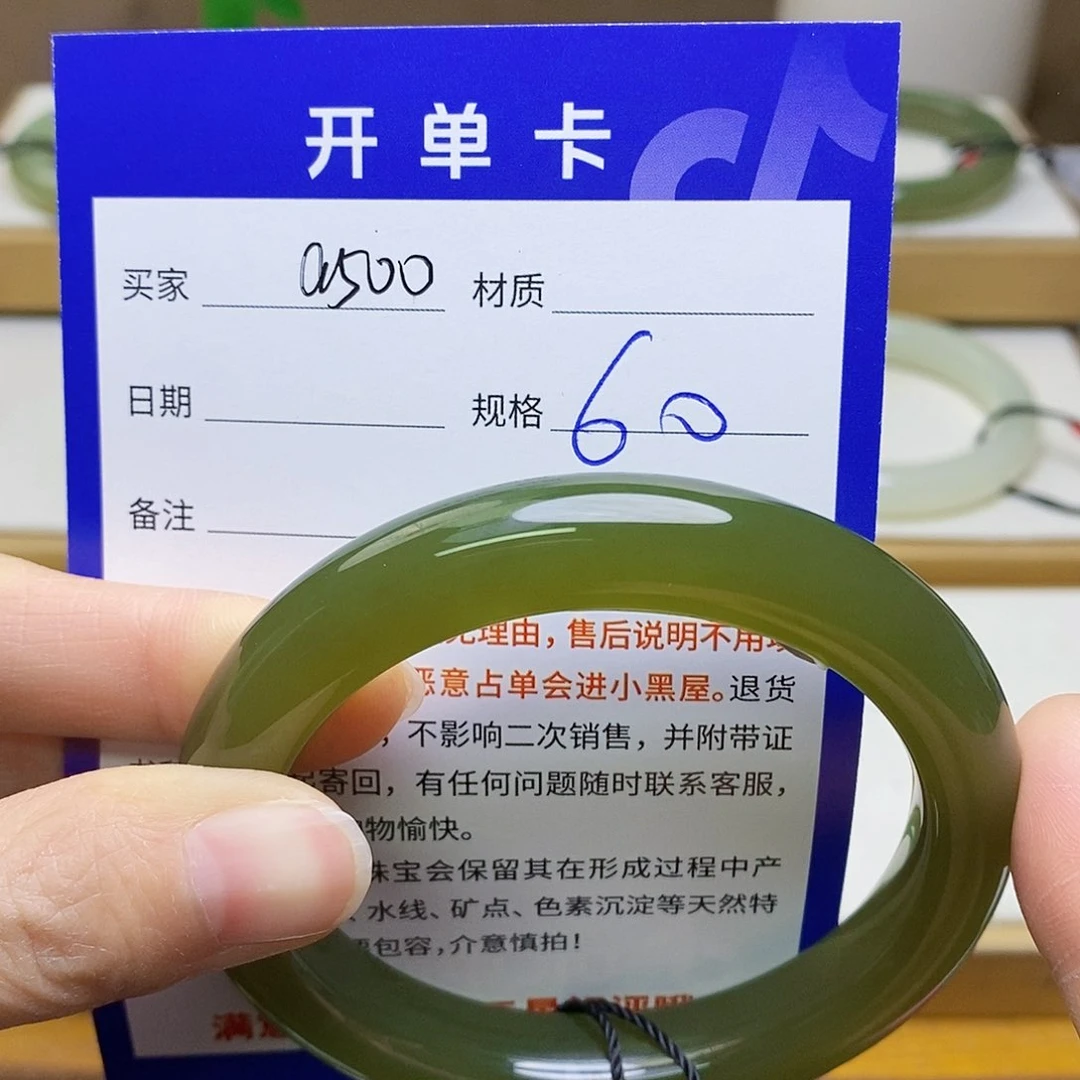 开单卡
买家 a500 材质
日期 规格 60
备注
理由,售后说明不用
恶意占单会进小黑屋。退货
,不影响二次销售,并附带证
寄回,有任何问题随时联系客服,
物愉快。
珠宝会保留其在形成过程中产
、水线、矿点、色素沉淀等天然特
包容,介意慎拍!
满意